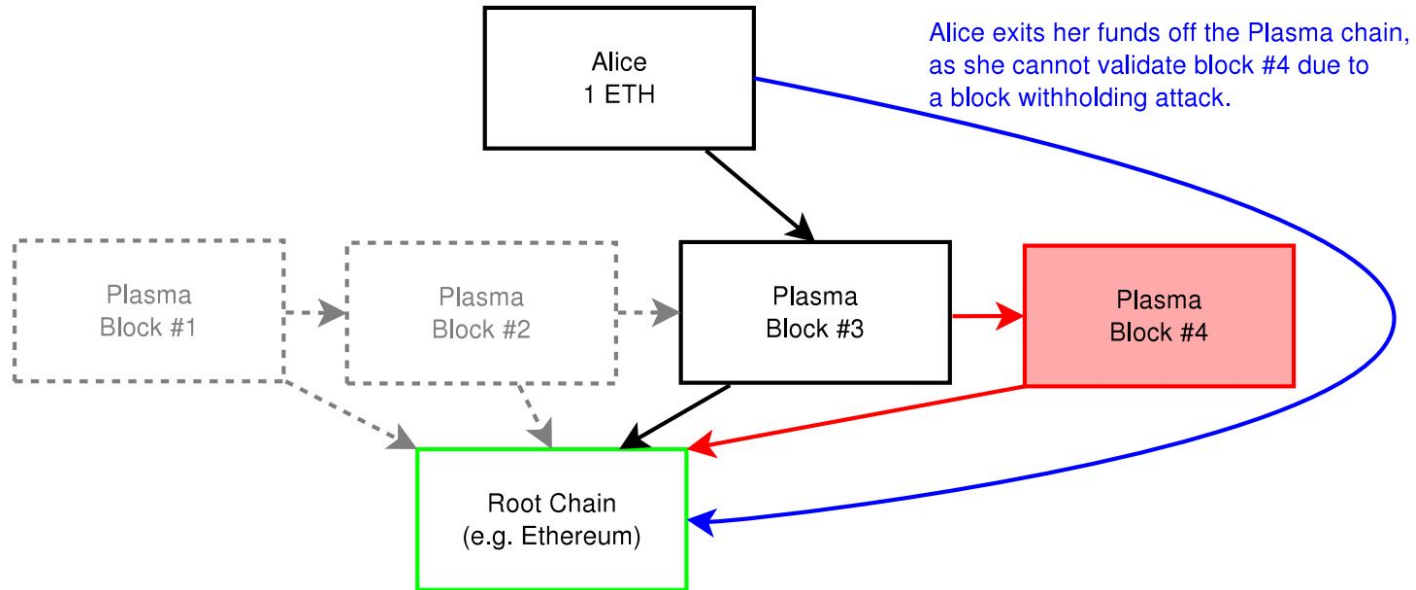 Alice
1 ETH
Alice exits her funds off the Plasma chain,
as she cannot validate block #4 due to
a block withholding attack.
Plasma
Block #1
Plasma
Block #2
Plasma
Block #3
Plasma
Block #4
Root Chain
(e.g. Ethereum)